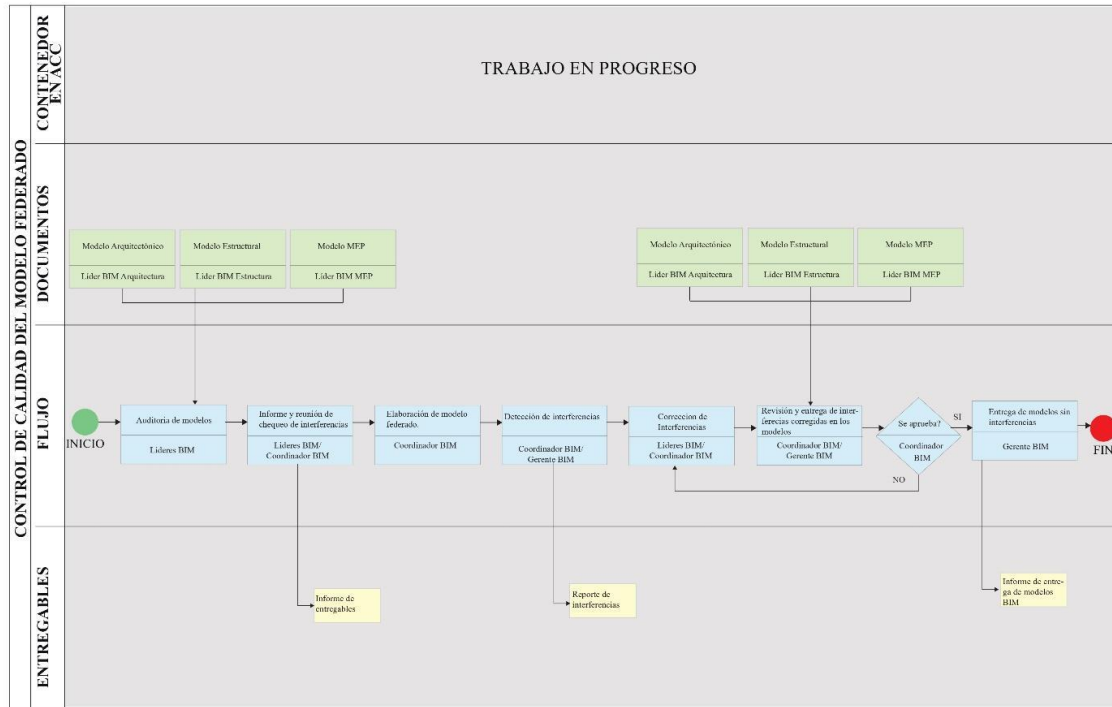 CONTROL DE CALIDAD DEL MODELO FEDERADO
CONTENEDOR
EN ACC
TRABAJO EN PROGRESO
DOCUMENTOS
Modelo Arquitectónico
Lider BIM Arquitectura
Modelo Estructural
Lider BIM Estructura
Modelo MEP
Lider BIM MEP
Modelo Arquitectónico
Lider BIM Arquitectura
Modelo Estructural
Lider BIM Estructura
Modelo MEP
Lider BIM MEP
FLUJO
INICIO
Auditoria de modelos
Lideres BIM
Informe y reunión de
chequeo de interferencias
Lideres BIM/
Coordinador BIM
Elaboración de modelo
federado.
Coordinador BIM
Detección de interferencias
Coordinador BIM/
Gerente BIM
Correccion de
Interferencias
Lideres BIM/
Coordinador BIM
Revisión y entrega de inter-
ferecias corregidas en los
modelos
Coordinador BIM/
Gerente BIM
Se aprueba?
Coordinador
BIM
SI
NO
Entrega de modelos sin
interferencias
Gerente BIM
FIN
ENTREGABLES
Informe de
entregables
Reporte de
interferencias
Informe de entre-
ga de modelos
BIM